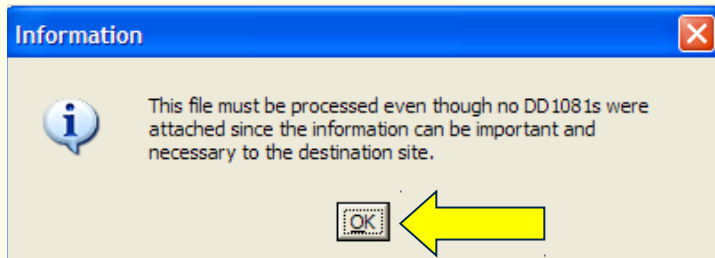 Information
This file must be processed even though no DD1081s were
attached since the information can be important and
necessary to the destination site.
OK